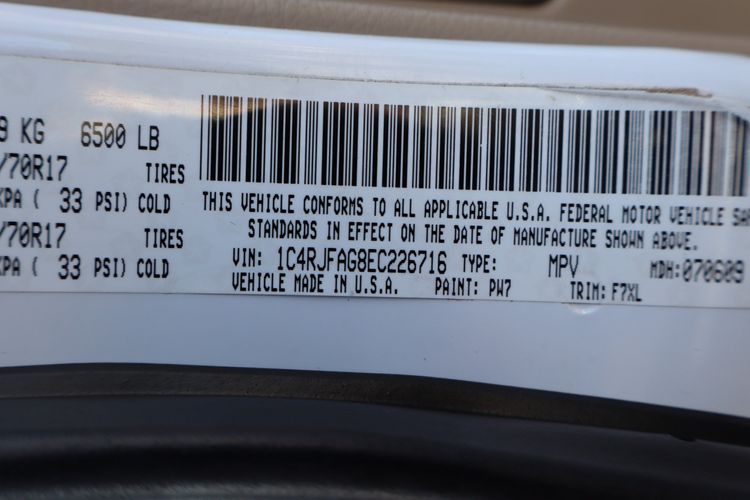 9 KG 6500 LB
/70R17 TIRES
KPA ( 33 PSI) COLD
/70R17 TIRES
KPA ( 33 PSI) COLD
THIS VEHICLE CONFORMS TO ALL APPLICABLE U.S.A. FEDERAL MOTOR VEHICLE SA
STANDARDS IN EFFECT ON THE DATE OF MANUFACTURE SHOWN ABOVE.
VIN: 1C4RJFAG8EC226716 TYPE: MPV MDH: 070609
VEHICLE MADE IN U.S.A. PAINT: PW7 TRIM: F7XL